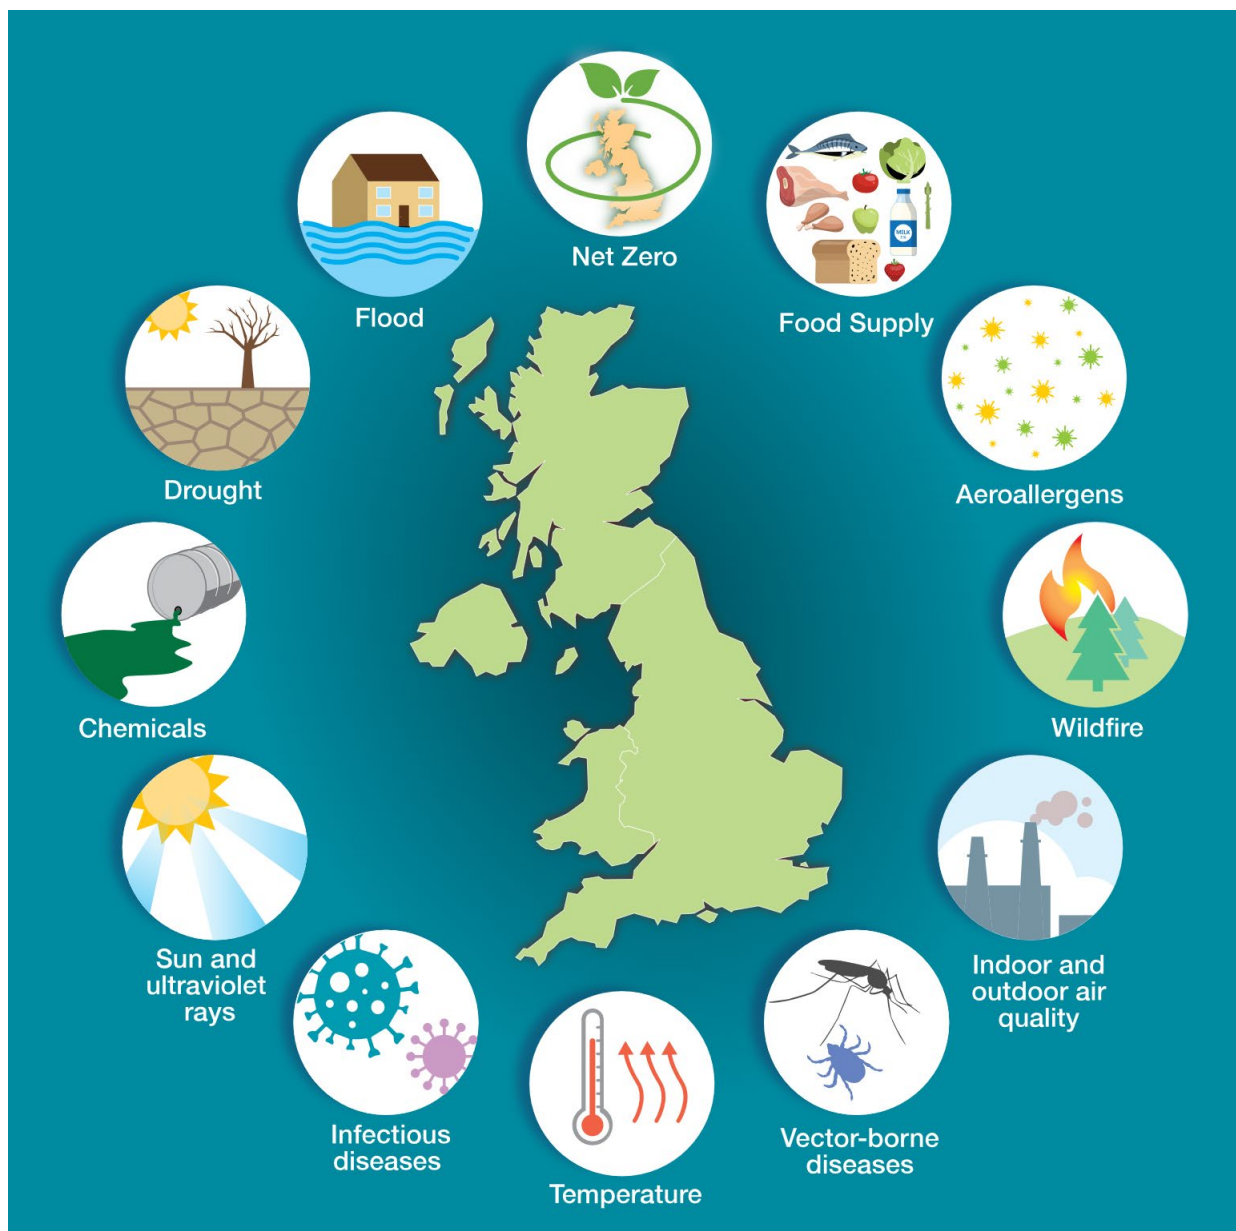 Net Zero
Food Supply
MILK
Aeroallergens
Wildfire
Indoor and
outdoor air
quality
Vector-borne
diseases
Temperature
Infectious
diseases
Sun and
ultraviolet
rays
Chemicals
Drought
Flood